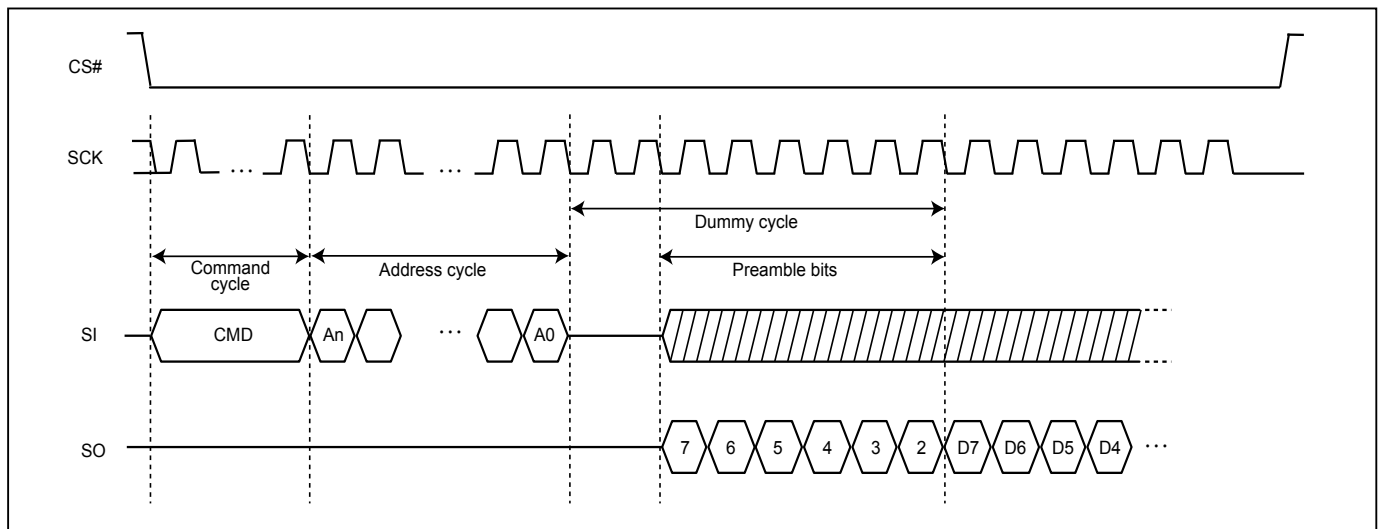 CS#
SCK
...
...
Dummy cycle
Command
cycle
Address cycle
Preamble bits
SI
CMD
An
...
A0
SO
7
6
5
4
3
2
D7
D6
D5
D4
...